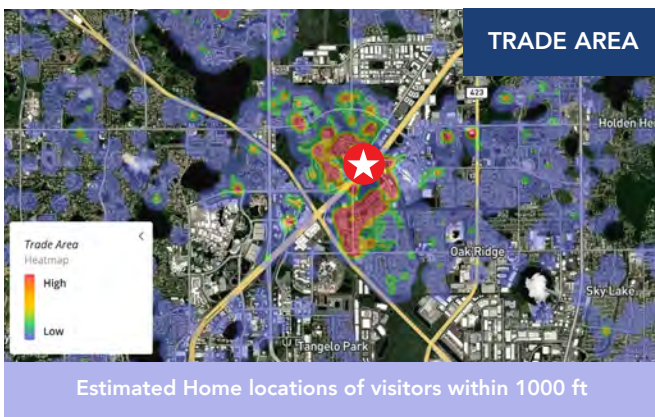 TRADE AREA
423
Holden He
Trade Area
Heatmap
High
Low
Oak Ridge
Sky Lake
Tangelo Park
Estimated Home locations of visitors within 1000 ft